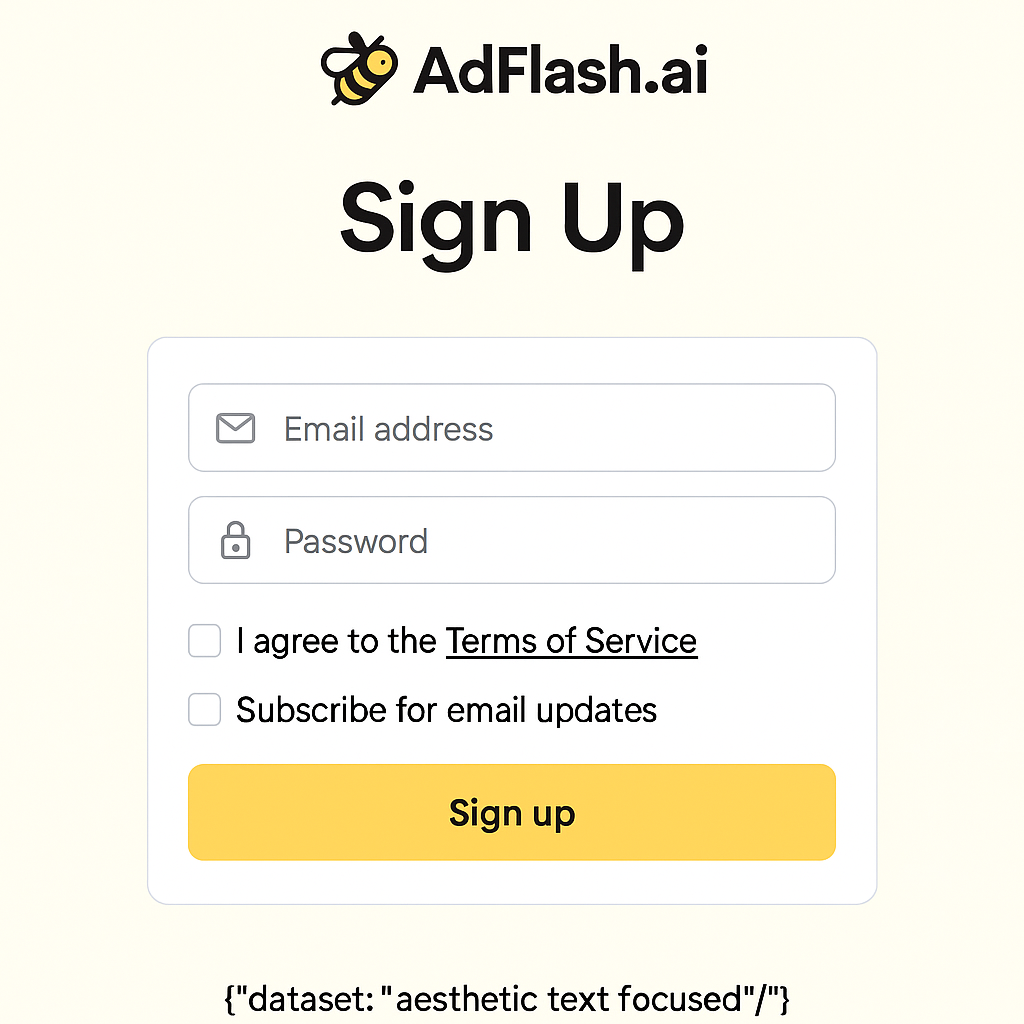 AdFlash.ai
Sign Up
Email address
Password
I agree to the Terms of Service
Subscribe for email updates
Sign up
{"dataset: "aesthetic text focused"/"}